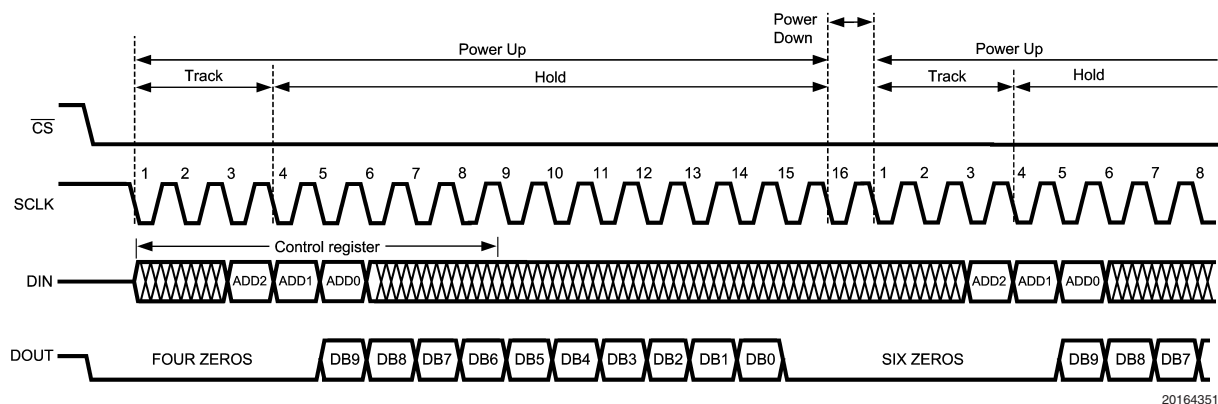 Power
Down
Power Up
Power Up
Track
Hold
Track
Hold
CS
1 2 3 4 5 6 7 8 9 10 11 12 13 14 15 16 1 2 3 4 5 6 7 8
SCLK
Control register
DIN
ADD2 ADD1 ADD0 ADD2 ADD1 ADD0
DOUT
FOUR ZEROS DB9 DB8 DB7 DB6 DB5 DB4 DB3 DB2 DB1 DB0 SIX ZEROS DB9 DB8 DB7
20164351